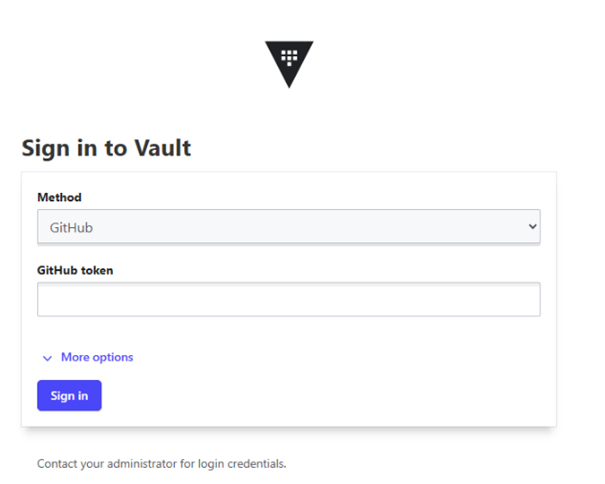 Sign in to Vault
Method
GitHub
GitHub token
More options
Sign in
Contact your administrator for login credentials.